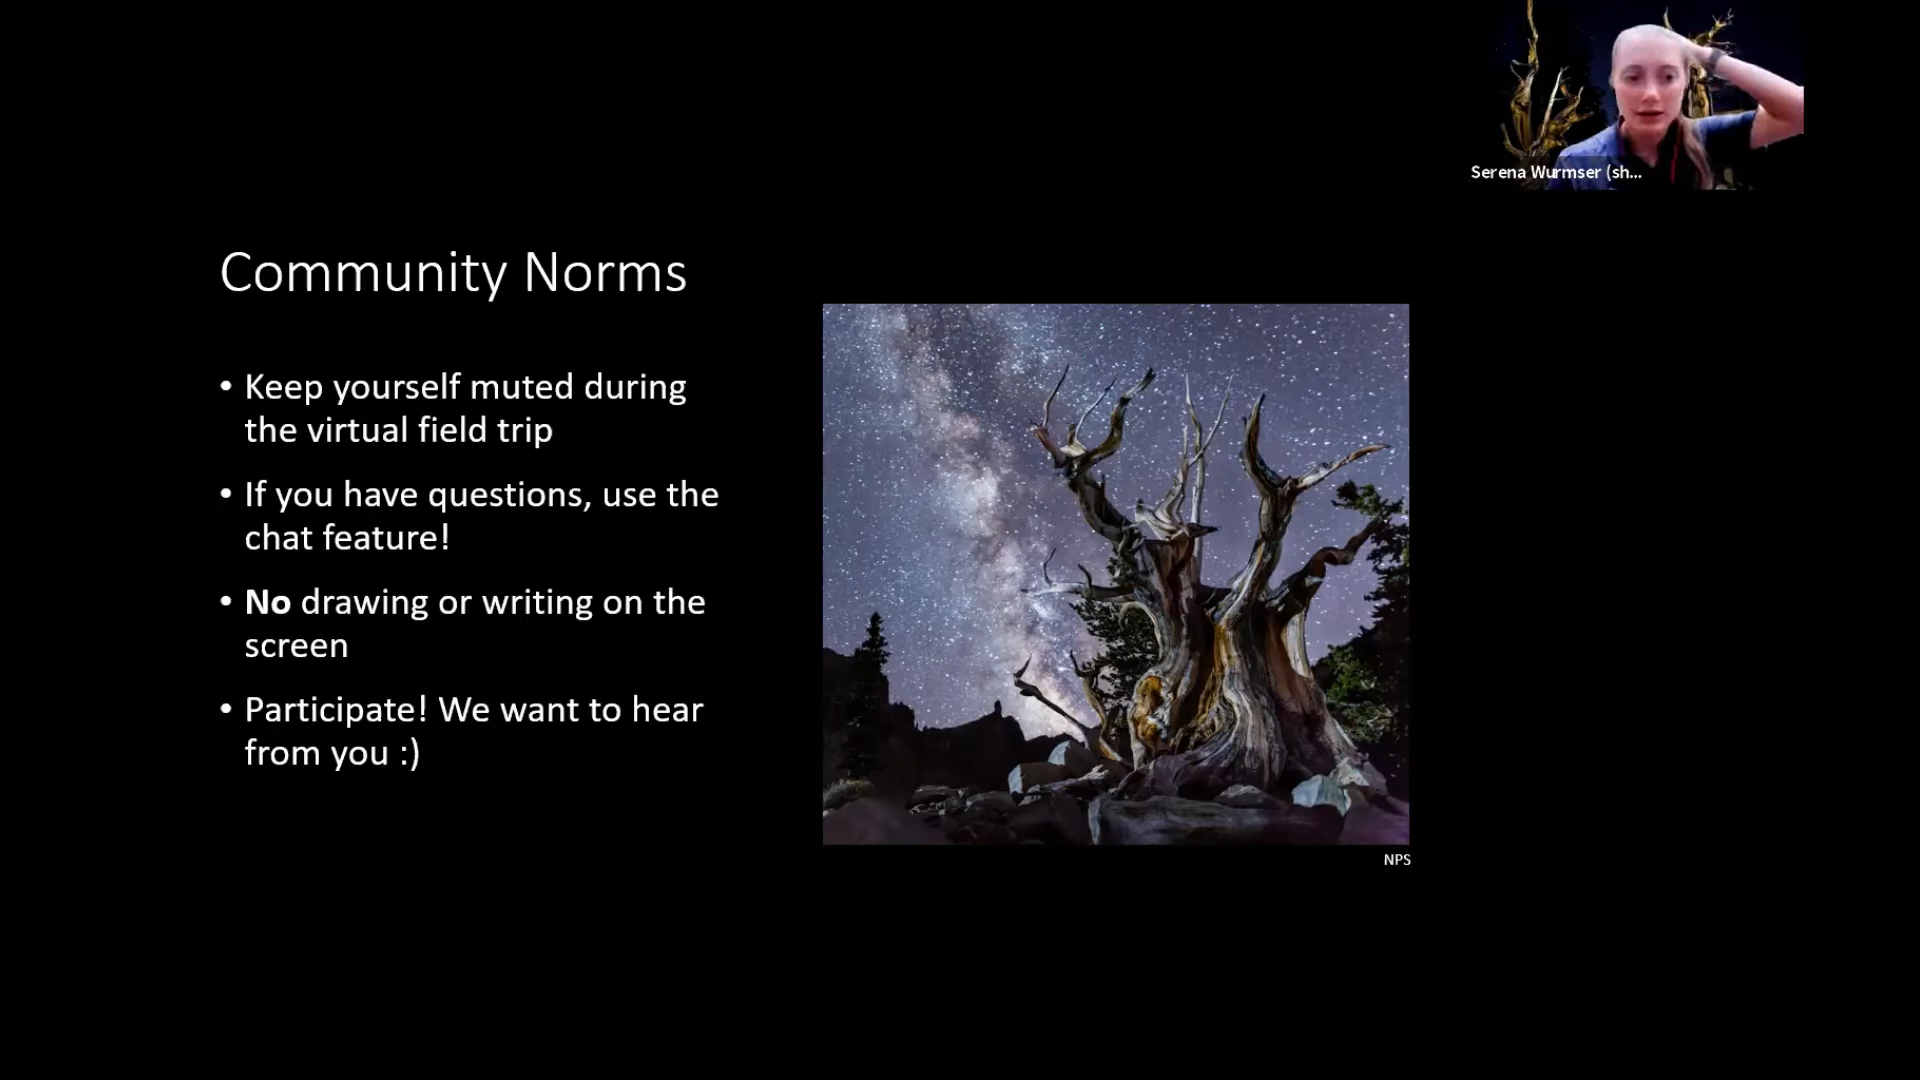 Serena Wurmser (sh...
Community Norms
• Keep yourself muted during
the virtual field trip
• If you have questions, use the
chat feature!
• No drawing or writing on the
screen
• Participate! We want to hear
from you :)
NPS